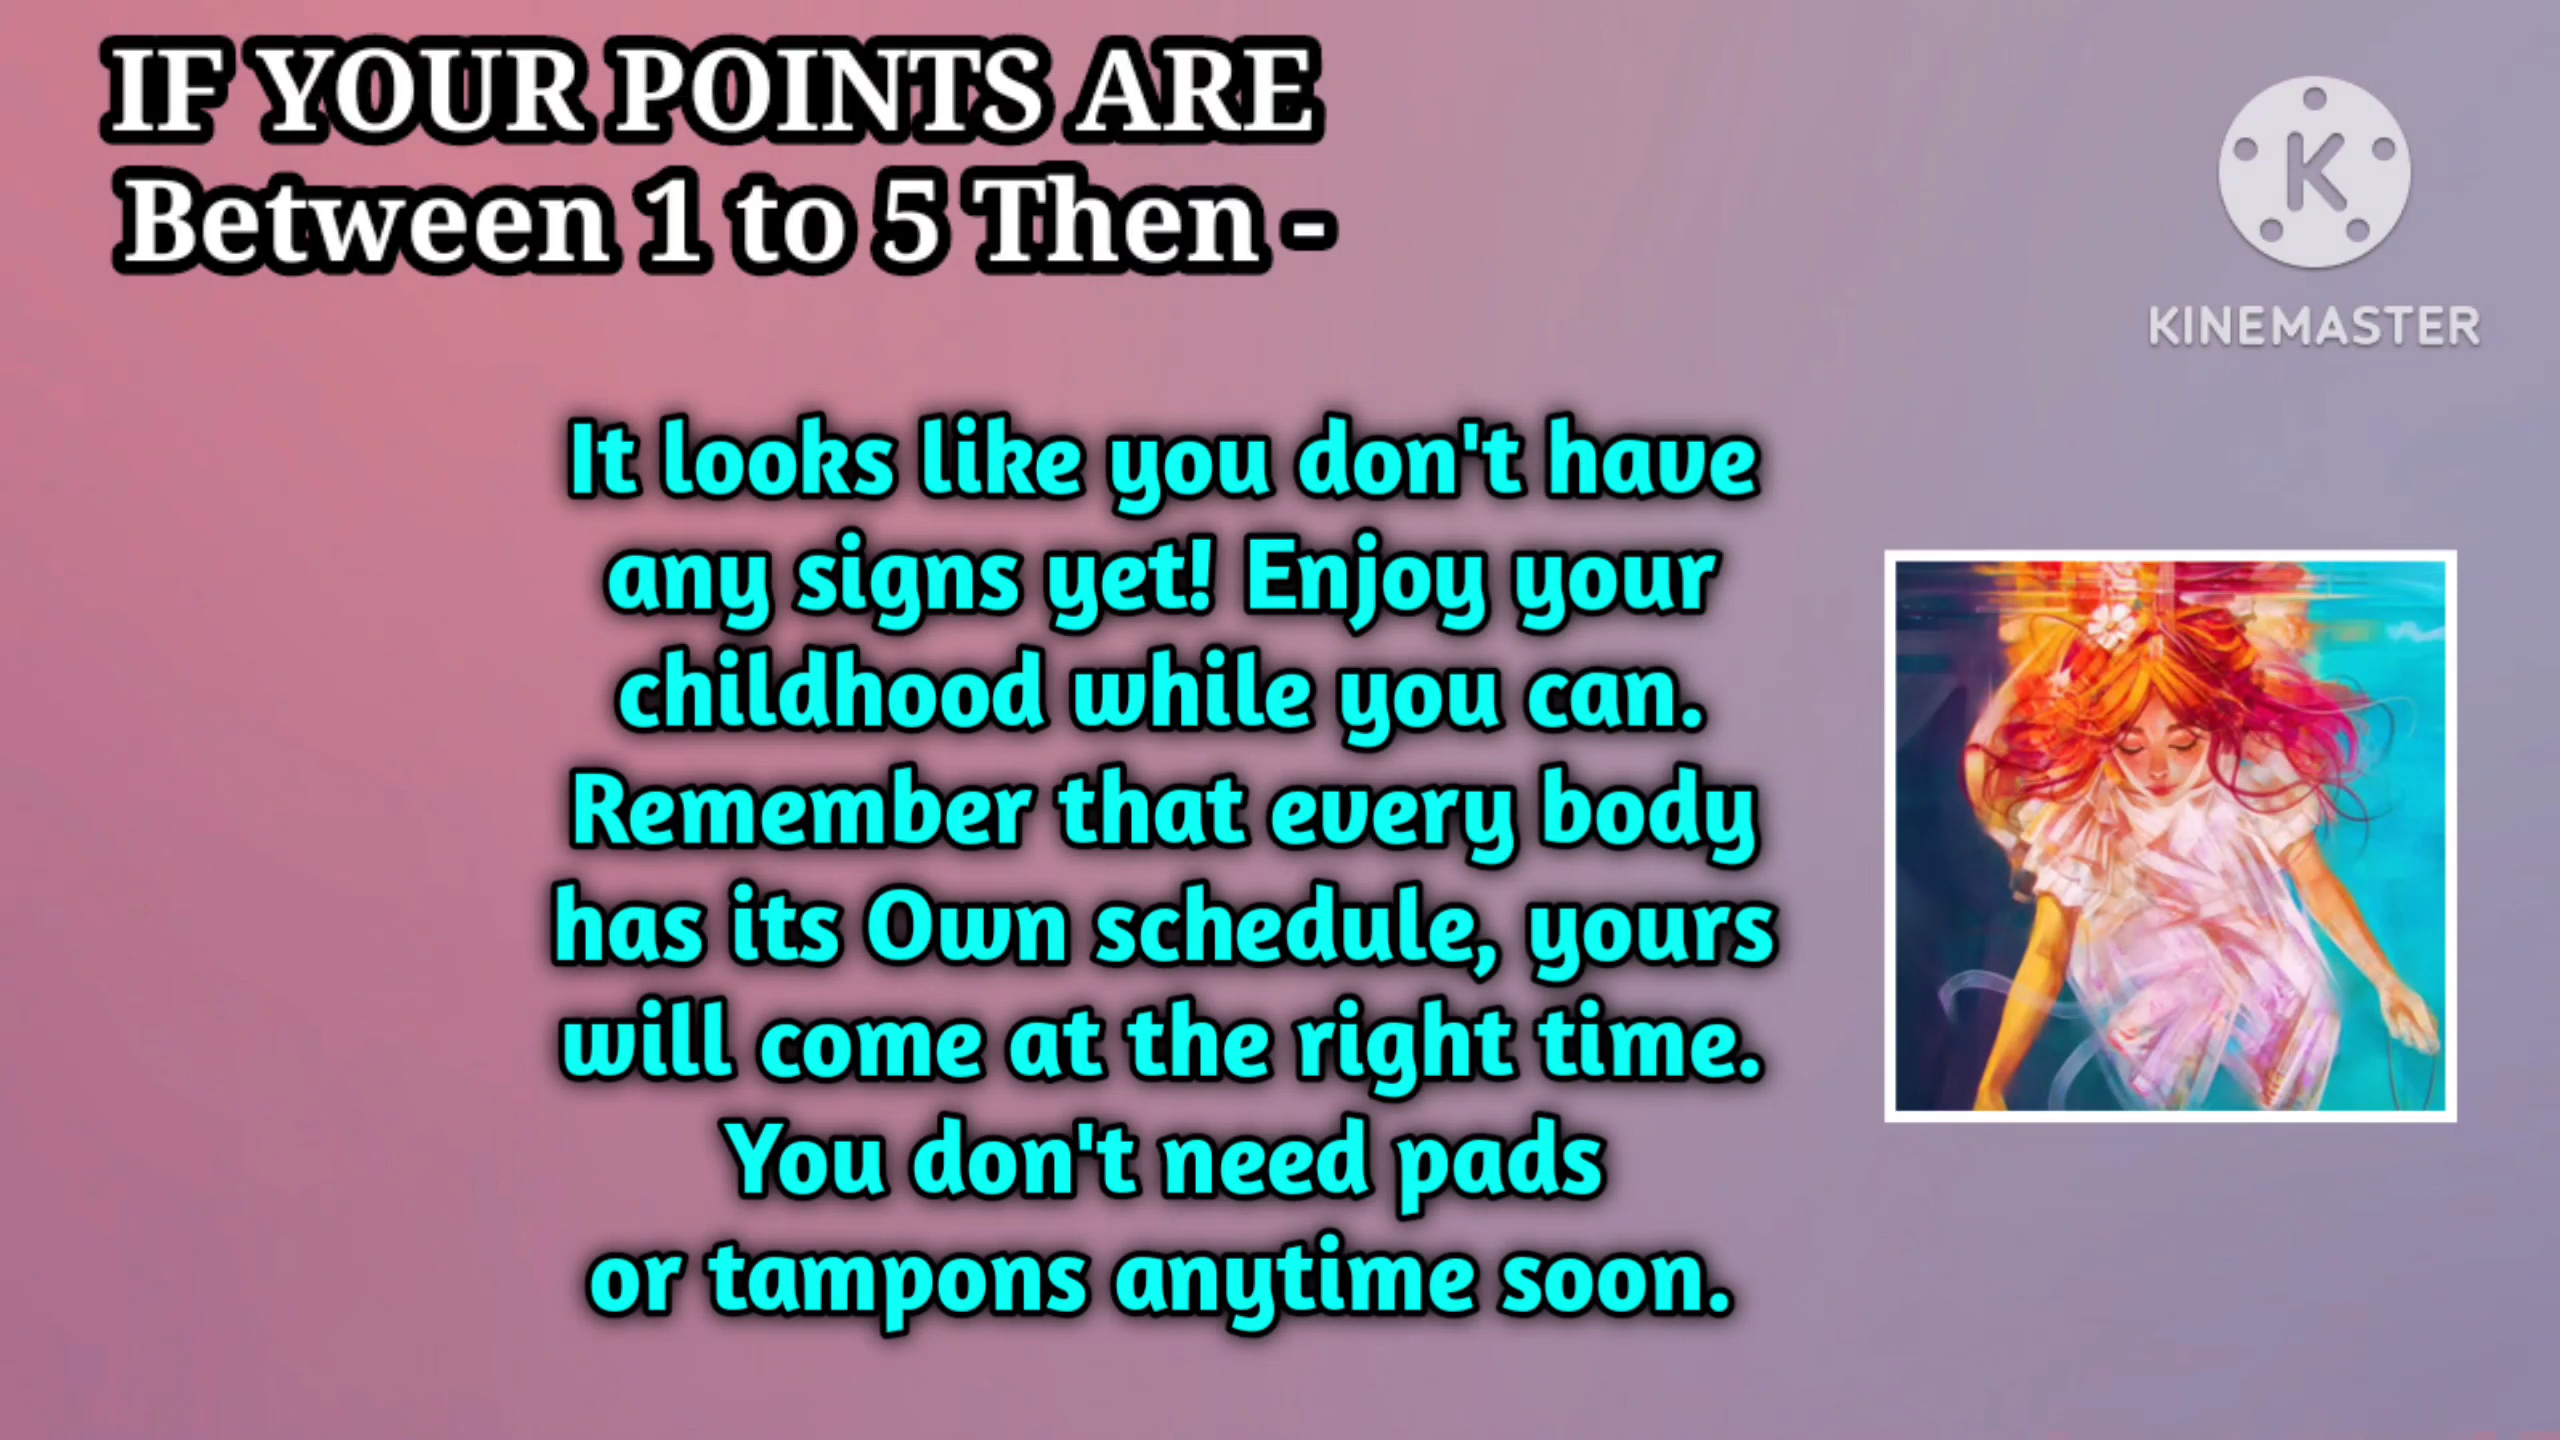 IF YOUR POINTS ARE
Between 1 to 5 Then -
KINEMASTER
It looks like you don't have
any signs yet! Enjoy your
childhood while you can.
Remember that every body
has its Own schedule, yours
will come at the right time.
You don't need pads
or tampons anytime soon.